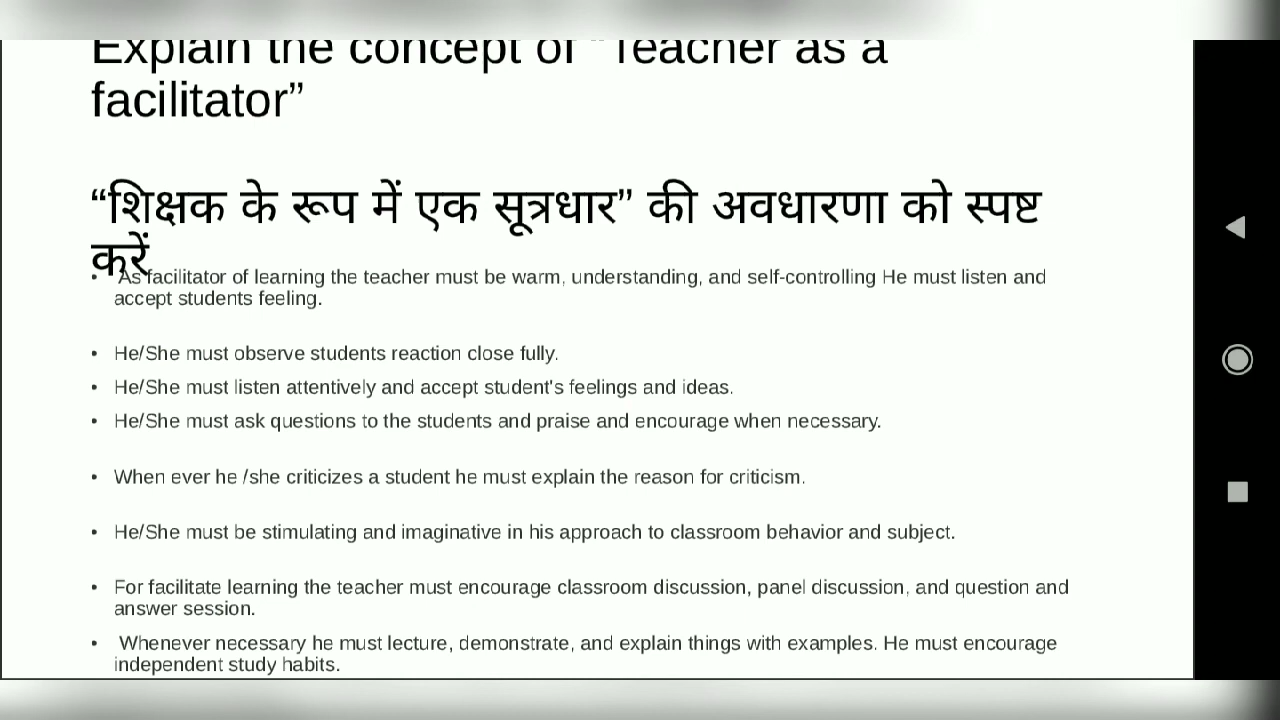 Explain the concept of “Teacher as a
facilitator”
“शिक्षक के रूप में एक सूत्रधार” की अवधारणा को स्पष्ट
करें
• As facilitator of learning the teacher must be warm, understanding, and self-controlling He must listen and
accept students feeling.
• He/She must observe students reaction close fully.
• He/She must listen attentively and accept student's feelings and ideas.
• He/She must ask questions to the students and praise and encourage when necessary.
• When ever he /she criticizes a student he must explain the reason for criticism.
• He/She must be stimulating and imaginative in his approach to classroom behavior and subject.
• For facilitate learning the teacher must encourage classroom discussion, panel discussion, and question and
answer session.
• Whenever necessary he must lecture, demonstrate, and explain things with examples. He must encourage
independent study habits.